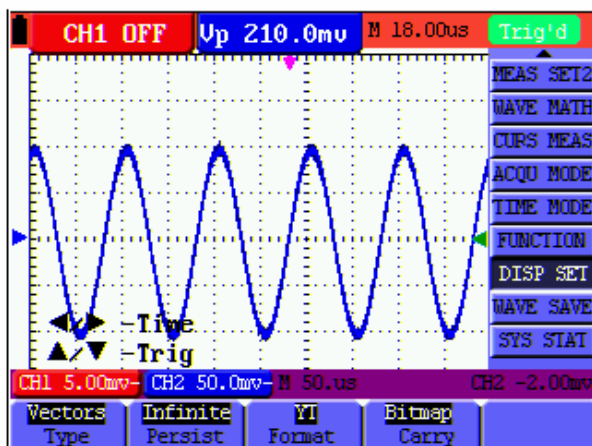 CH1 OFF
Vp 210.0mv
M 18.00us
Trig'd
MEAS SET2
WAVE MATH
CURS MEAS
ACQU MODE
TIME MODE
FUNCTION
DISP SET
WAVE SAVE
SYS STAT
◀/▶ -Time
▲/▼ -Trig
CH1 5.00mv-
CH2 50.0mv-
M 50.us
CH2 -2.00mv
Vectors
Type
Infinite
Persist
YT
Format
Bitmap
Carry